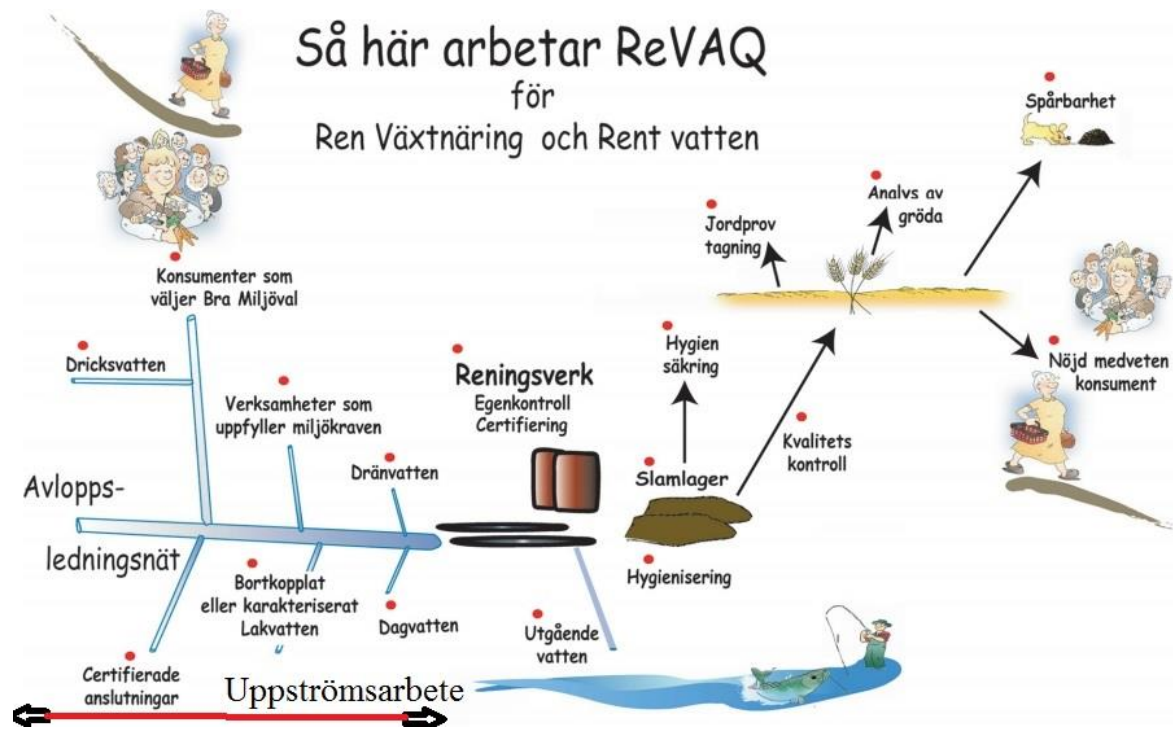 Så här arbetar ReVAQ
för
Ren Växtnäring och Rent vatten
Spårbarhet
Analvs av
gröda
Jordprov
tagning
Konsumenter som
väljer Bra Miljöval
Dricksvatten
Verksamheter som
uppfyller miljökraven
Dränvatten
Reningsverk
Egenkontroll
Certifiering
Hygien
säkring
Nöjd medveten
konsument
Kvalitets
kontroll
Slamlager
Avlopps-
ledningsnät
Hygienisering
Bortkopplat
eller karakteriserat
Lakvatten
Dagvatten
Utgående
vatten
Certifierade
anslutningar
Uppströmsarbete